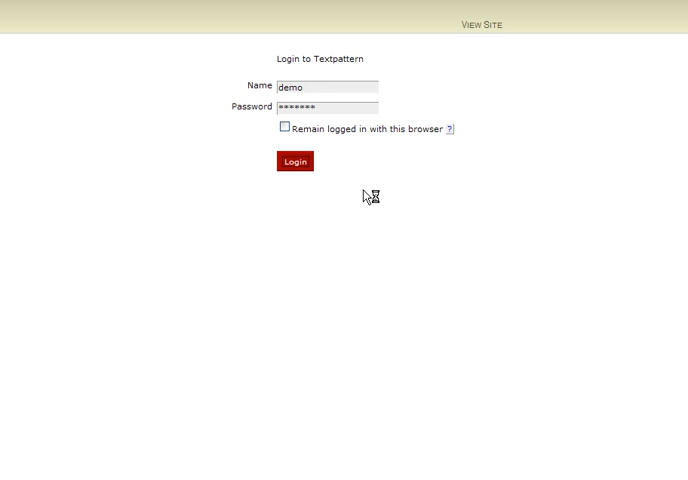 View Site
Login to Textpattern
Name demo
Password *******
Remain logged in with this browser ?
Login